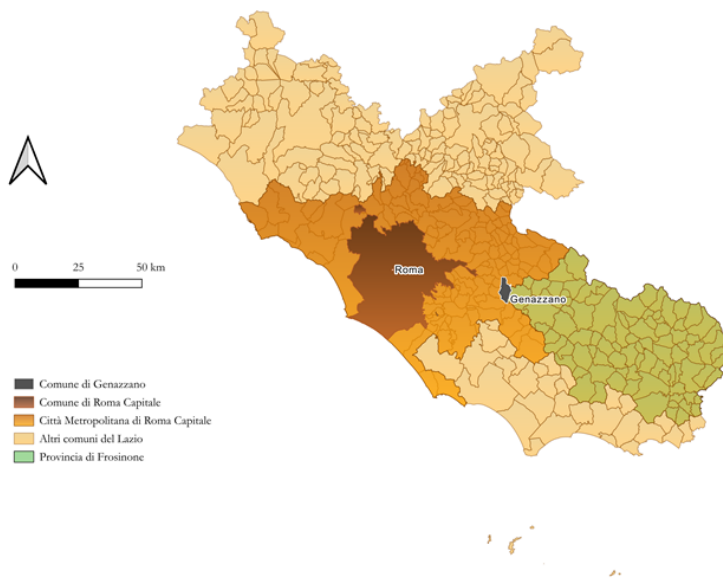 Roma
Genazzano
0 25 50 km
Comune di Genazzano
Comune di Roma Capitale
Città Metropolitana di Roma Capitale
Altri comuni del Lazio
Provincia di Frosinone